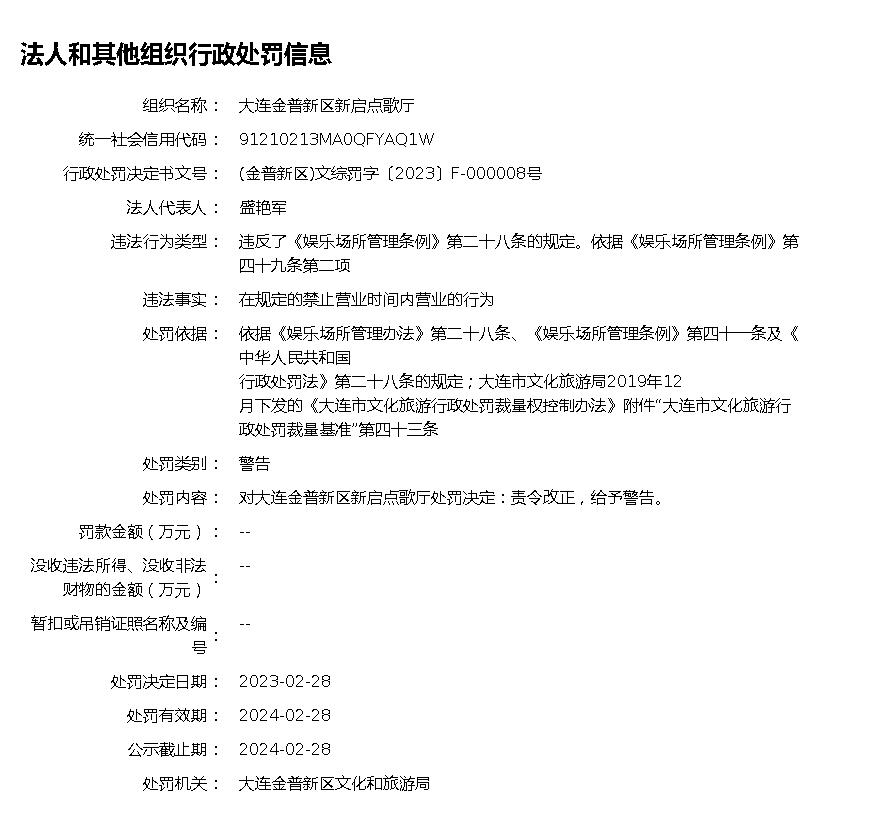 法人和其他组织行政处罚信息
组织名称： 大连金普新区新启点歌厅
统一社会信用代码： 91210213MA0QFYAQ1W
行政处罚决定书文号： (金普新区)文综罚字〔2023〕F-000008号
法人代表人： 盛艳军
违法行为类型： 违反了《娱乐场所管理条例》第二十八条的规定。依据《娱乐场所管理条例》第
四十九条第二项
违法事实： 在规定的禁止营业时间内营业的行为
处罚依据： 依据《娱乐场所管理办法》第二十八条、《娱乐场所管理条例》第四十一条及《
中华人民共和国
行政处罚法》第二十八条的规定；大连市文化旅游局2019年12
月下发的《大连市文化旅游行政处罚裁量权控制办法》附件“大连市文化旅游行
政处罚裁量基准”第四十三条
处罚类别： 警告
处罚内容： 对大连金普新区新启点歌厅处罚决定：责令改正，给予警告。
罚款金额（万元）： --
没收违法所得、没收非法
财物的金额（万元）： --
暂扣或吊销证照名称及编
号： --
处罚决定日期： 2023-02-28
处罚有效期： 2024-02-28
公示截止期： 2024-02-28
处罚机关： 大连金普新区文化和旅游局